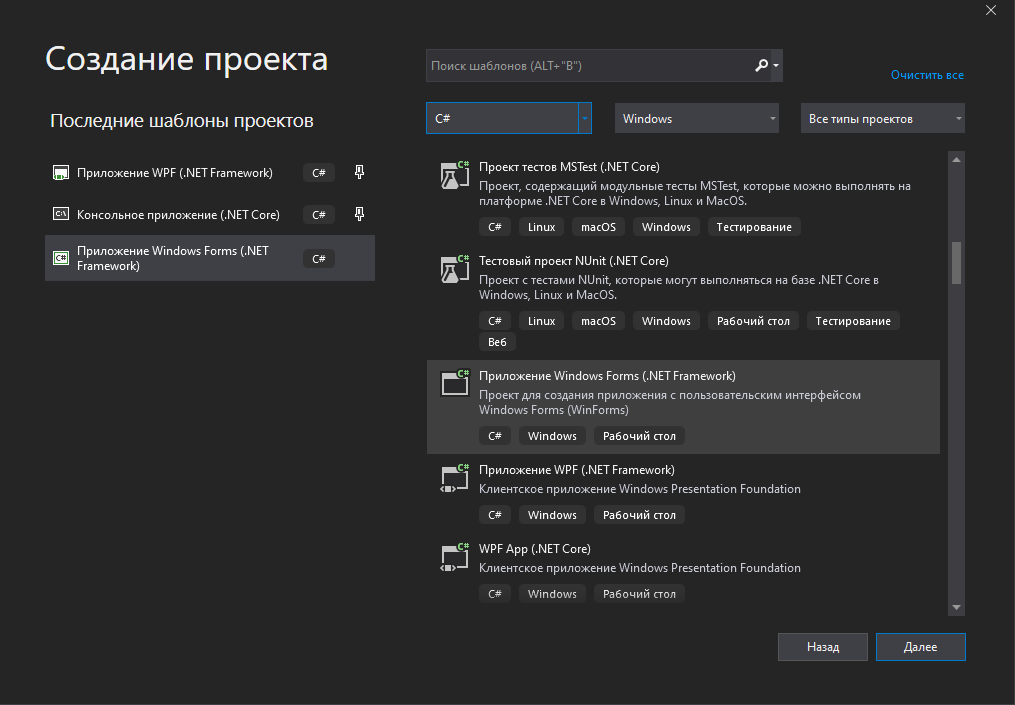 Создание проекта
Поиск шаблонов (ALT+"В")
Очистить все
Последние шаблоны проектов
C#
Windows
Все типы проектов
Приложение WPF (.NET Framework)
C#
Консольное приложение (.NET Core)
C#
Приложение Windows Forms (.NET
Framework)
C#
Проект тестов MSTest (.NET Core)
Проект, содержащий модульные тесты MSTest, которые можно выполнять на
платформе .NET Core в Windows, Linux и MacOS.
C# Linux macOS Windows Тестирование
Тестовый проект NUnit (.NET Core)
Проект с тестами NUnit, которые могут выполняться на базе .NET Core в
Windows, Linux и MacOS.
C# Linux macOS Windows Рабочий стол Тестирование
Веб
Приложение Windows Forms (.NET Framework)
Проект для создания приложения с пользовательским интерфейсом
Windows Forms (WinForms)
C# Windows Рабочий стол
Приложение WPF (.NET Framework)
Клиентское приложение Windows Presentation Foundation
C# Windows Рабочий стол
WPF App (.NET Core)
Клиентское приложение Windows Presentation Foundation
C# Windows Рабочий стол
Назад
Далее